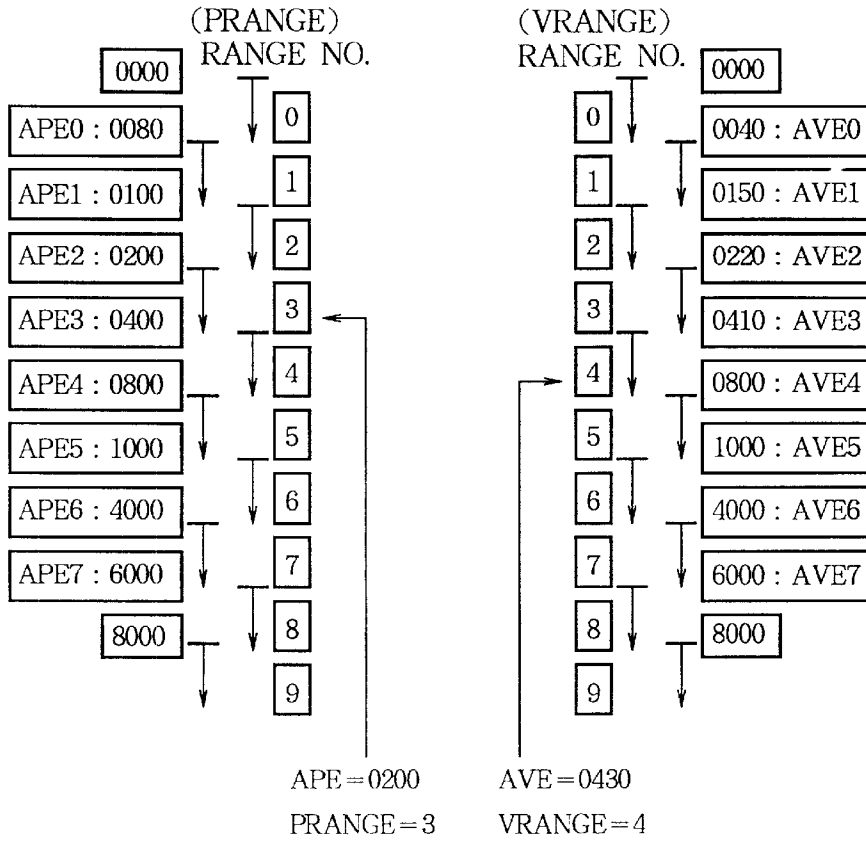 (PRANGE) (VRANGE)
RANGE NO. RANGE NO.
0000 0000
0 0
APE0 : 0080 0040 : AVE0
1 1
APE1 : 0100 0150 : AVE1
2 2
APE2 : 0200 0220 : AVE2
3 3
APE3 : 0400 0410 : AVE3
4 4
APE4 : 0800 0800 : AVE4
5 5
APE5 : 1000 1000 : AVE5
6 6
APE6 : 4000 4000 : AVE6
7 7
APE7 : 6000 6000 : AVE7
8 8
8000 8000
9 9
APE=0200 AVE=0430
PRANGE=3 VRANGE=4